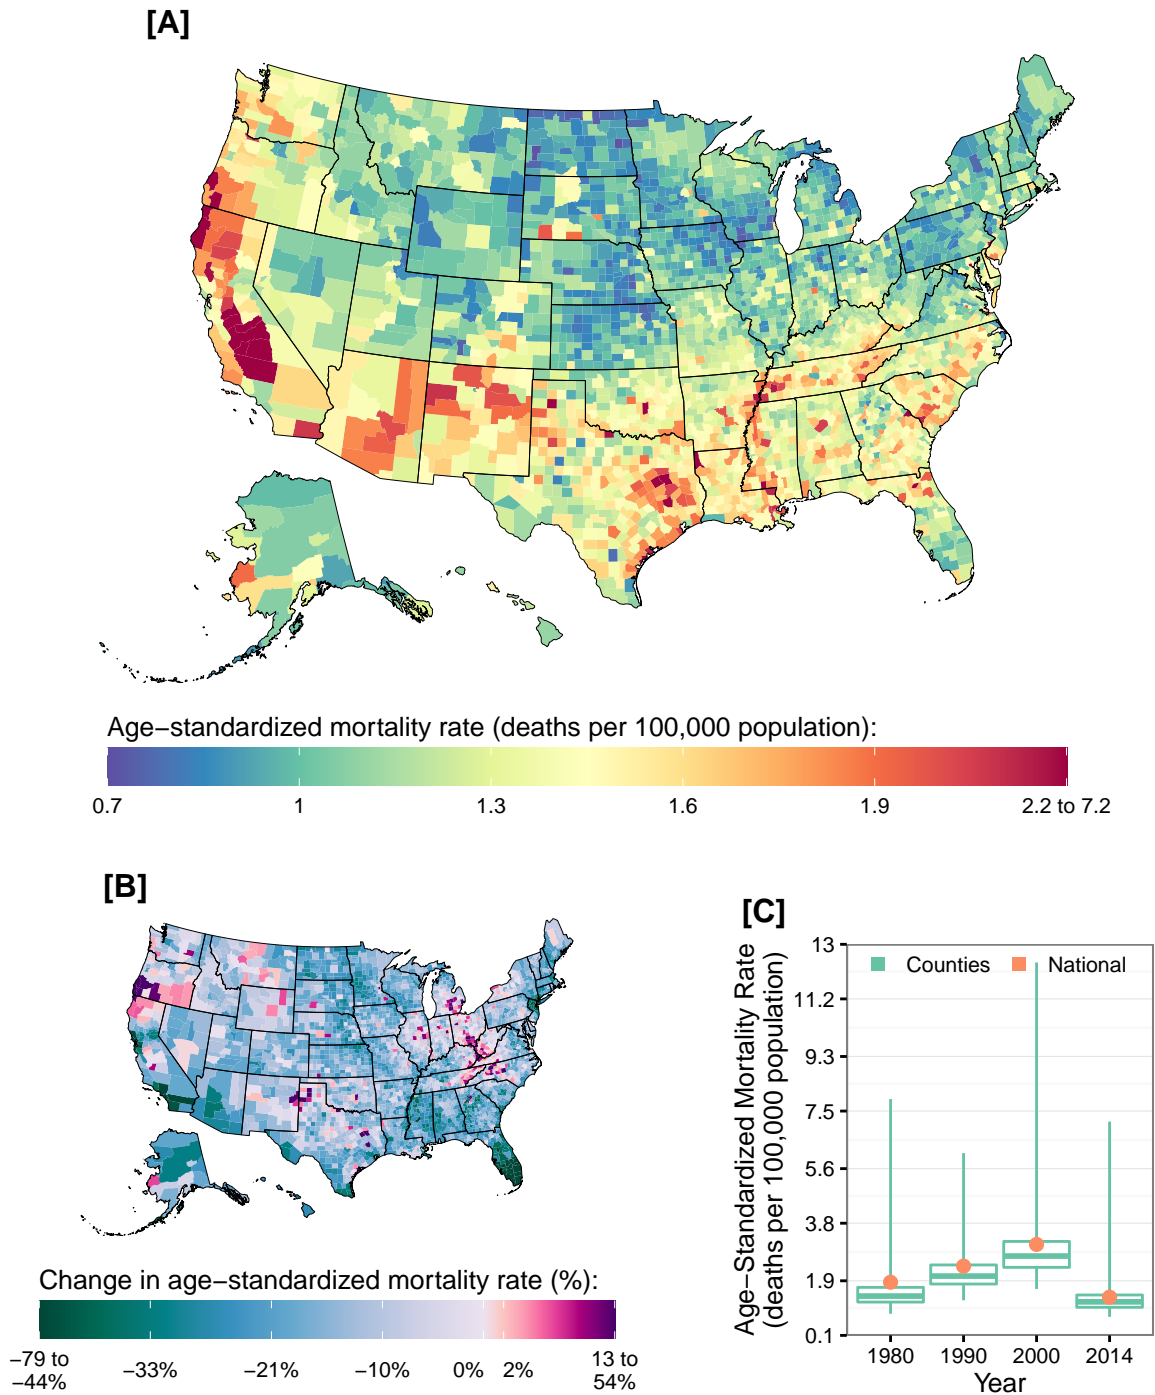 [A]
Age−standardized mortality rate (deaths per 100,000 population):
0.7 1 1.3 1.6 1.9 2.2 to 7.2
[B]
Change in age−standardized mortality rate (%):
−79 to −33% −21% −10% 0% 2% 13 to
−44% 54%
[C]
Age−Standardized Mortality Rate
(deaths per 100,000 population)
Counties National
13
11.2
9.3
7.5
5.6
3.8
1.9
0.1
1980 1990 2000 2014
Year